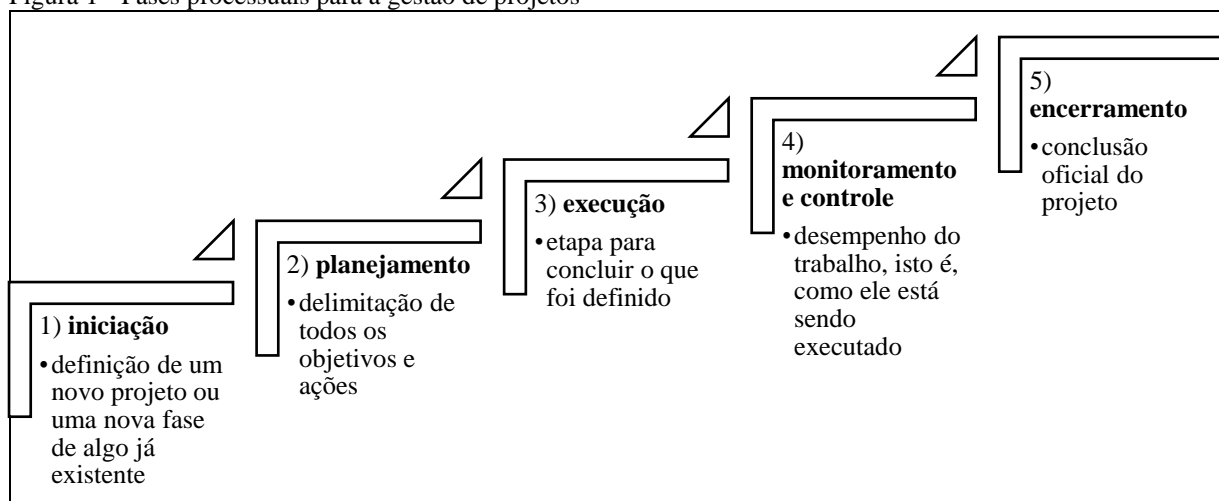 Figura 1 - Fases processuais para a gestão de projetos
1) iniciação
•definição de um
novo projeto ou
uma nova fase
de algo já
existente
2) planejamento
•delimitação de
todos os
objetivos e
ações
3) execução
•etapa para
concluir o que
foi definido
4)
monitoramento
e controle
•desempenho do
trabalho, isto é,
como ele está
sendo
executado
5)
encerramento
•conclusão
oficial do
projeto